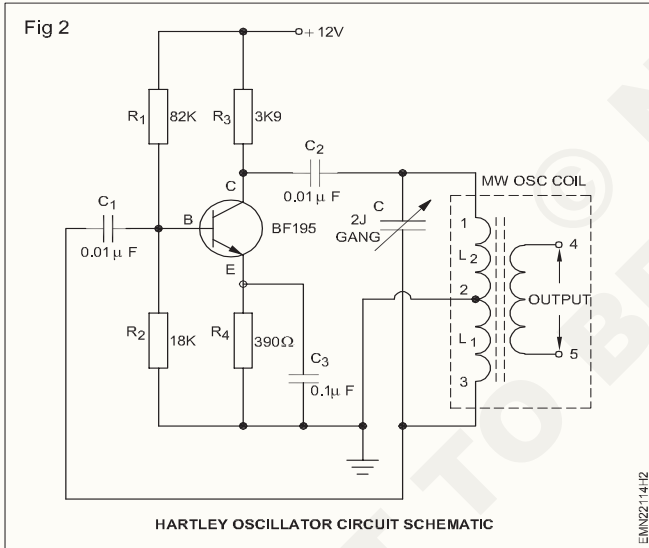 Fig 2
+ 12V
R1 82K
R3 3K9
C2
0.01µ F
C
MW OSC COIL
C1
0.01µ F
B
BF195
C
2J
GANG
1
L2
2
L1
3
4
OUTPUT
5
E
R2 18K
R4 390Ω
C3
0.1µ F
HARTLEY OSCILLATOR CIRCUIT SCHEMATIC
EMN22114H2